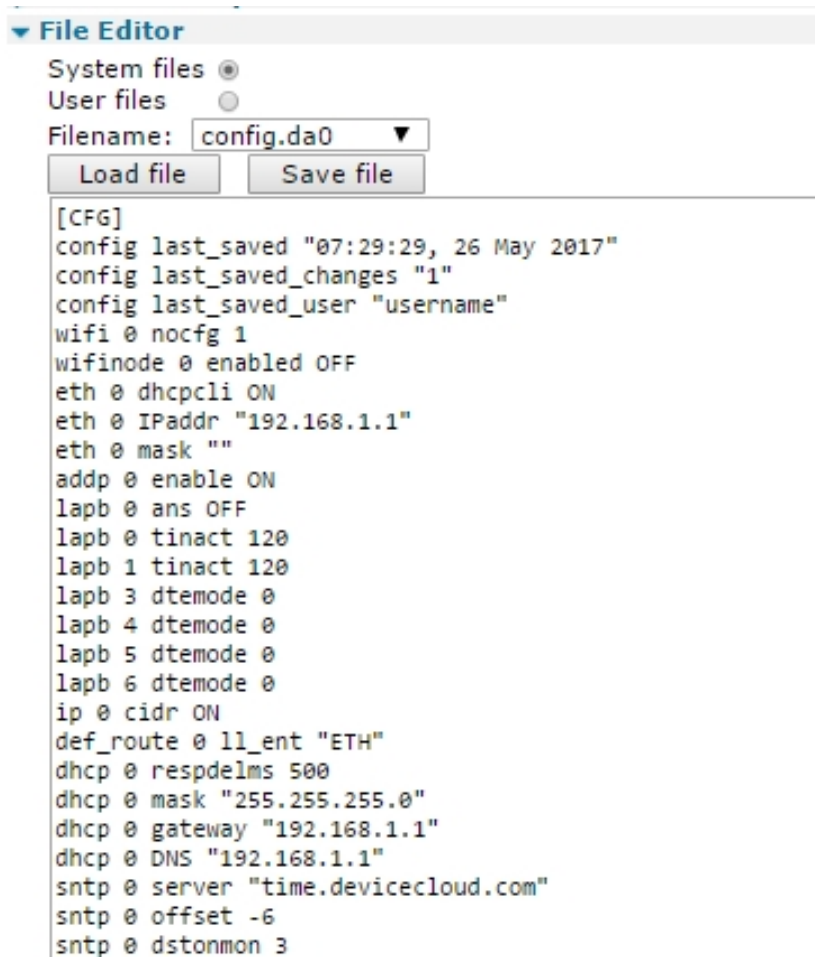 File Editor
System files
User files
Filename: config.da0
Load file Save file
[CFG]
config last_saved "07:29:29, 26 May 2017"
config last_saved_changes "1"
config last_saved_user "username"
wifi 0 nocfg 1
wifinode 0 enabled OFF
eth 0 dhcpcli ON
eth 0 IPaddr "192.168.1.1"
eth 0 mask ""
addp 0 enable ON
lapb 0 ans OFF
lapb 0 tinact 120
lapb 1 tinact 120
lapb 3 dtemode 0
lapb 4 dtemode 0
lapb 5 dtemode 0
lapb 6 dtemode 0
ip 0 cidr ON
def_route 0 ll_ent "ETH"
dhcp 0 respdelms 500
dhcp 0 mask "255.255.255.0"
dhcp 0 gateway "192.168.1.1"
dhcp 0 DNS "192.168.1.1"
sntp 0 server "time.devicecloud.com"
sntp 0 offset -6
sntp 0 dstonmon 3